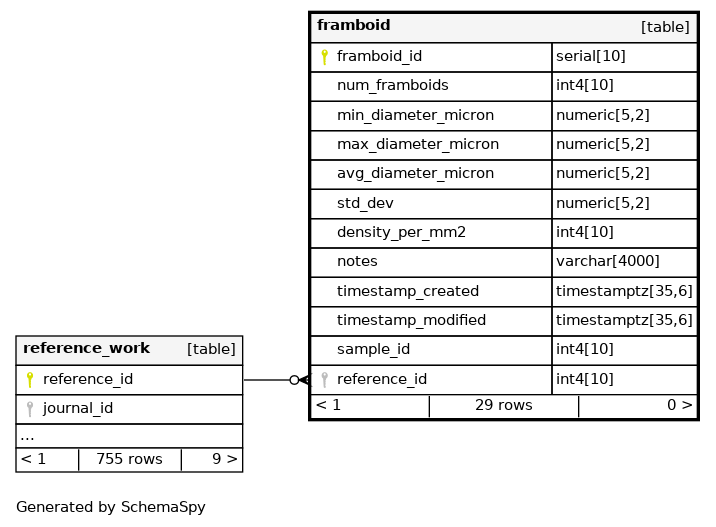 framboid [table]
framboid_id serial[10]
num_framboids int4[10]
min_diameter_micron numeric[5,2]
max_diameter_micron numeric[5,2]
avg_diameter_micron numeric[5,2]
std_dev numeric[5,2]
density_per_mm2 int4[10]
notes varchar[4000]
timestamp_created timestamptz[35,6]
timestamp_modified timestamptz[35,6]
sample_id int4[10]
reference_id int4[10]
< 1 29 rows 0 >
reference_work [table]
reference_id
journal_id
...
< 1 755 rows 9 >
Generated by SchemaSpy